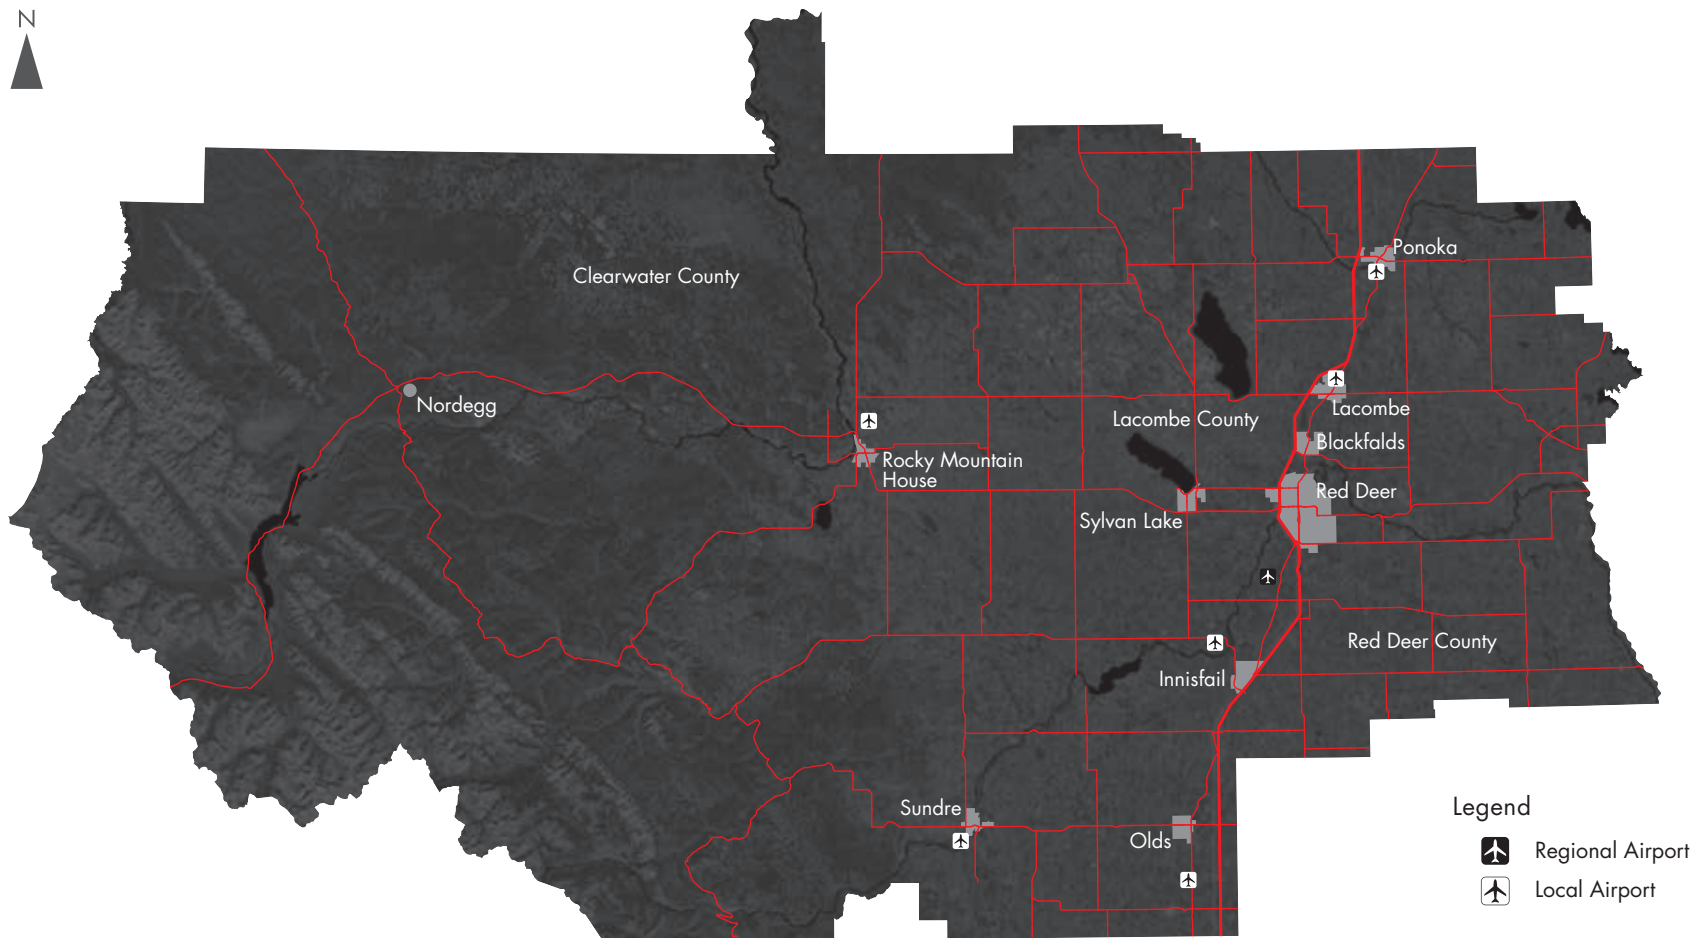 N
Ponoka
Clearwater County
Nordegg
Lacombe
Lacombe County
Blackfalds
Rocky Mountain
House
Red Deer
Sylvan Lake
Red Deer County
Innisfail
Sundre
Olds
Legend
Regional Airport
Local Airport